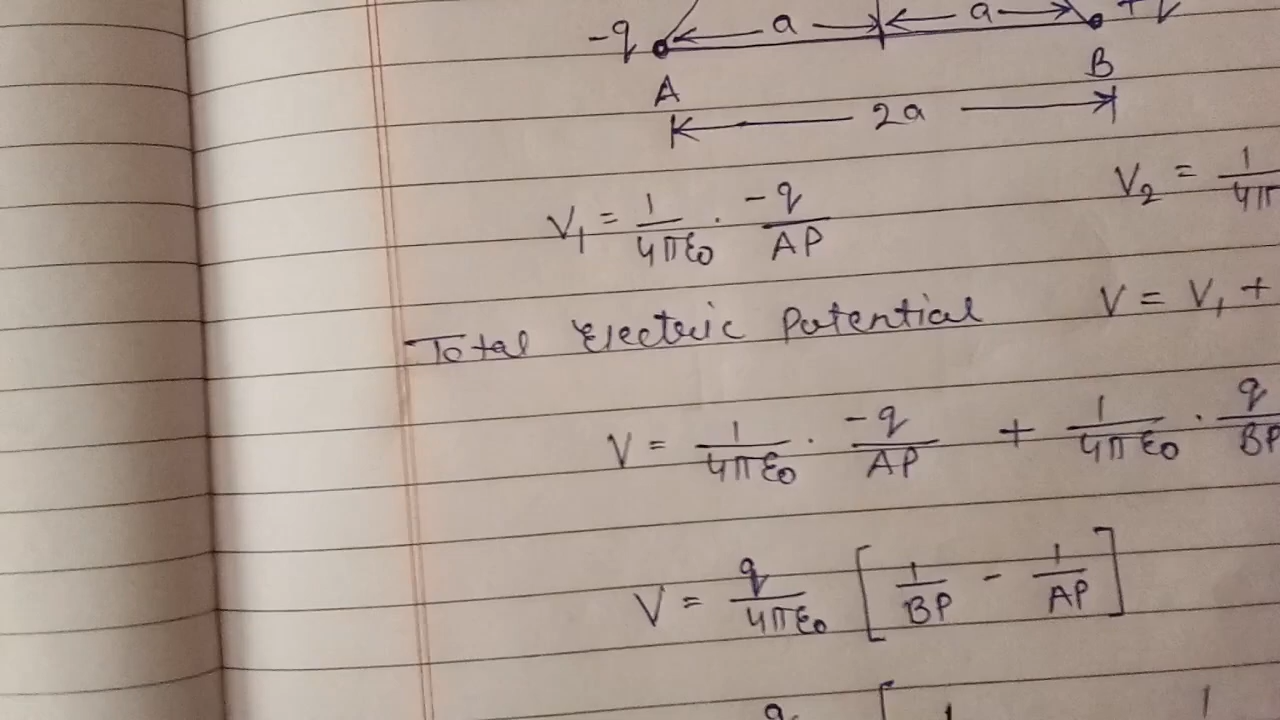 -q a a +q
A B
2a
V₁ = 1/4πε₀ · -q/AP V₂ = 1/4π
Total Electric Potential V = V₁ +
V = 1/4πε₀ · -q/AP + 1/4πε₀ · q/BP
V = q/4πε₀ [1/BP - 1/AP]